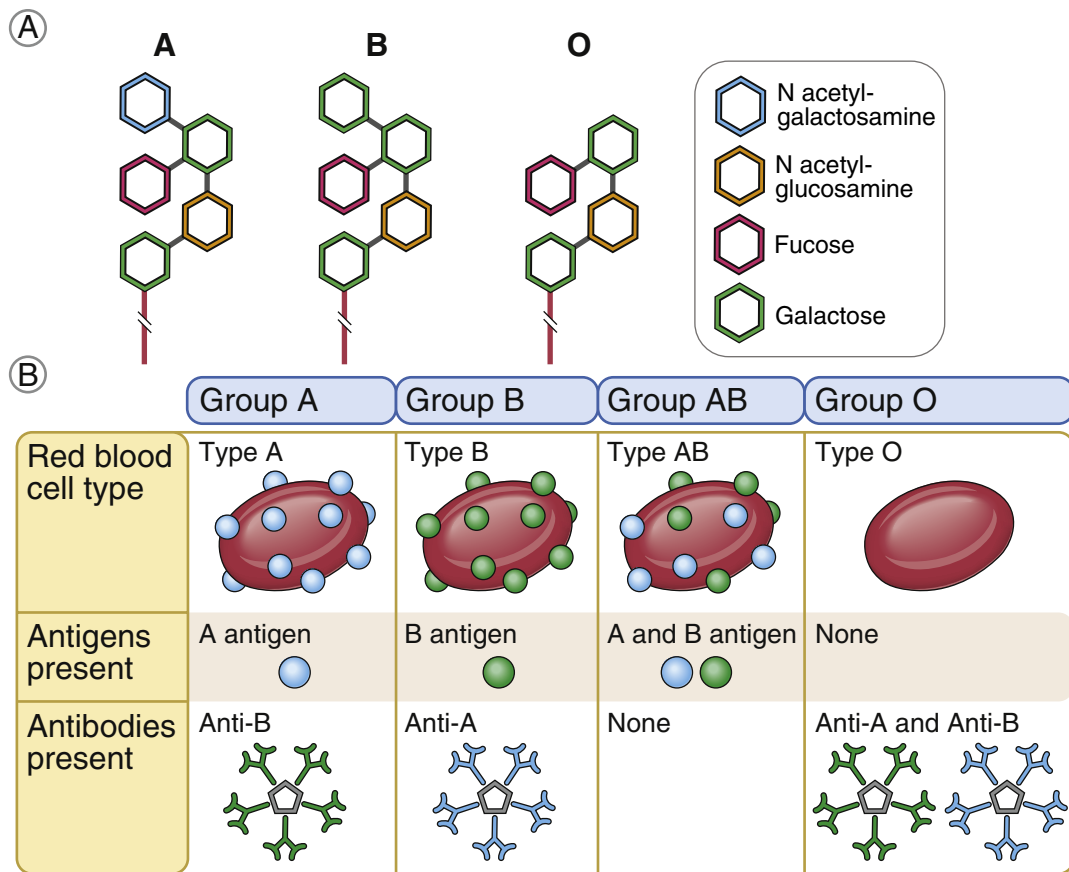 A
A
B
O
N acetyl-
galactosamine
N acetyl-
glucosamine
Fucose
Galactose
B
Group A
Group B
Group AB
Group O
Red blood
cell type
Type A
Type B
Type AB
Type O
Antigens
present
A antigen
B antigen
A and B antigen
None
Antibodies
present
Anti-B
Anti-A
None
Anti-A and Anti-B